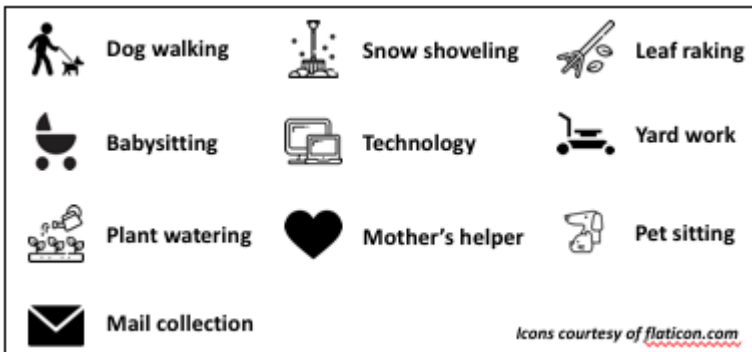 Dog walking
Snow shoveling
Leaf raking
Babysitting
Technology
Yard work
Plant watering
Mother's helper
Pet sitting
Mail collection
Icons courtesy of flaticon.com